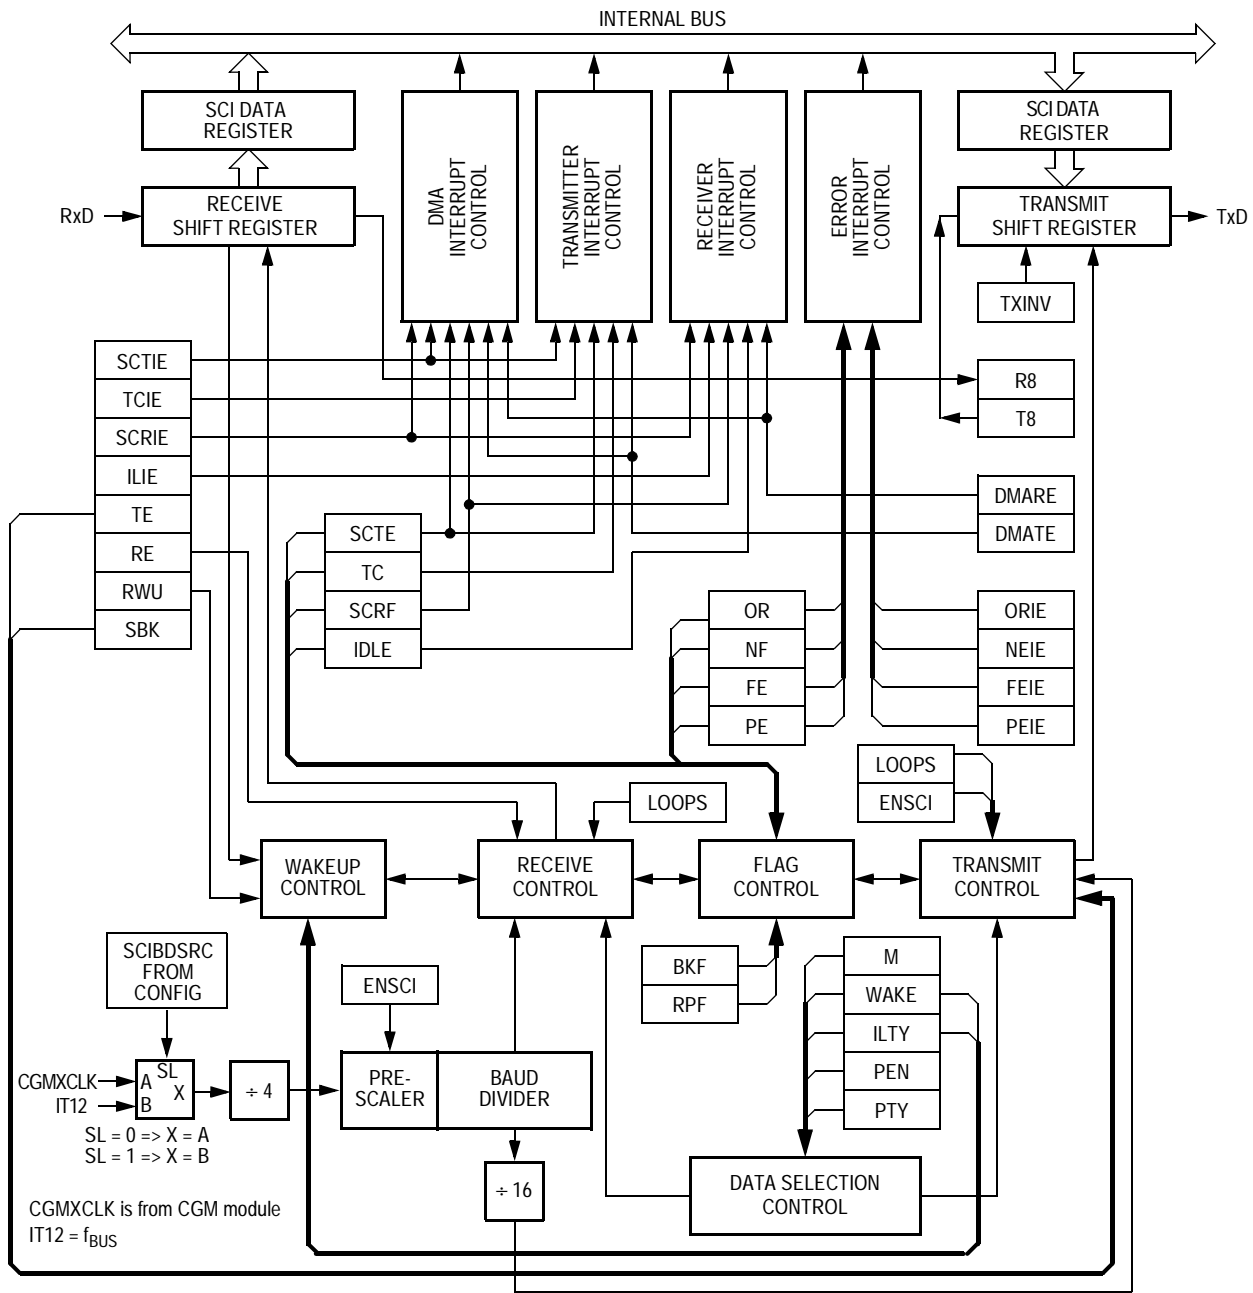 INTERNAL BUS
SCI DATA
REGISTER
SCI DATA
REGISTER
DMA
INTERRUPT
CONTROL
TRANSMITTER
INTERRUPT
CONTROL
RECEIVER
INTERRUPT
CONTROL
ERROR
INTERRUPT
CONTROL
RxD
RECEIVE
SHIFT REGISTER
TRANSMIT
SHIFT REGISTER
TxD
TXINV
SCTIE
TCIE
SCRIE
ILIE
TE
RE
RWU
SBK
R8
T8
DMARE
DMATE
SCTE
TC
SCRF
IDLE
OR
NF
FE
PE
ORIE
NEIE
FEIE
PEIE
LOOPS
ENSCI
LOOPS
WAKEUP
CONTROL
RECEIVE
CONTROL
FLAG
CONTROL
TRANSMIT
CONTROL
SCIBDSRC
FROM
CONFIG
ENSCI
BKF
RPF
M
WAKE
ILTY
PEN
PTY
CGMXCLK
IT12
SL
A
X
B
÷ 4
PRE-
SCALER
BAUD
DIVIDER
SL = 0 => X = A
SL = 1 => X = B
÷ 16
DATA SELECTION
CONTROL
CGMXCLK is from CGM module
IT12 = fBUS